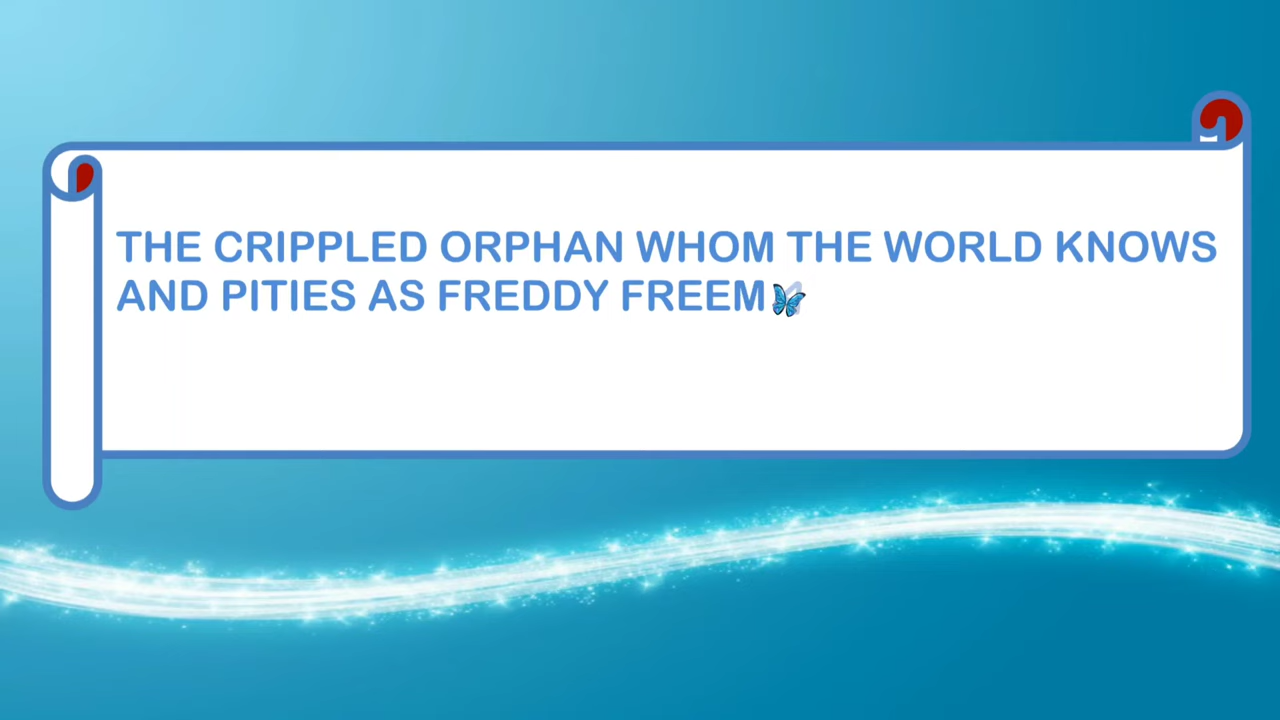 THE CRIPPLED ORPHAN WHOM THE WORLD KNOWS
AND PITIES AS FREDDY FREEM